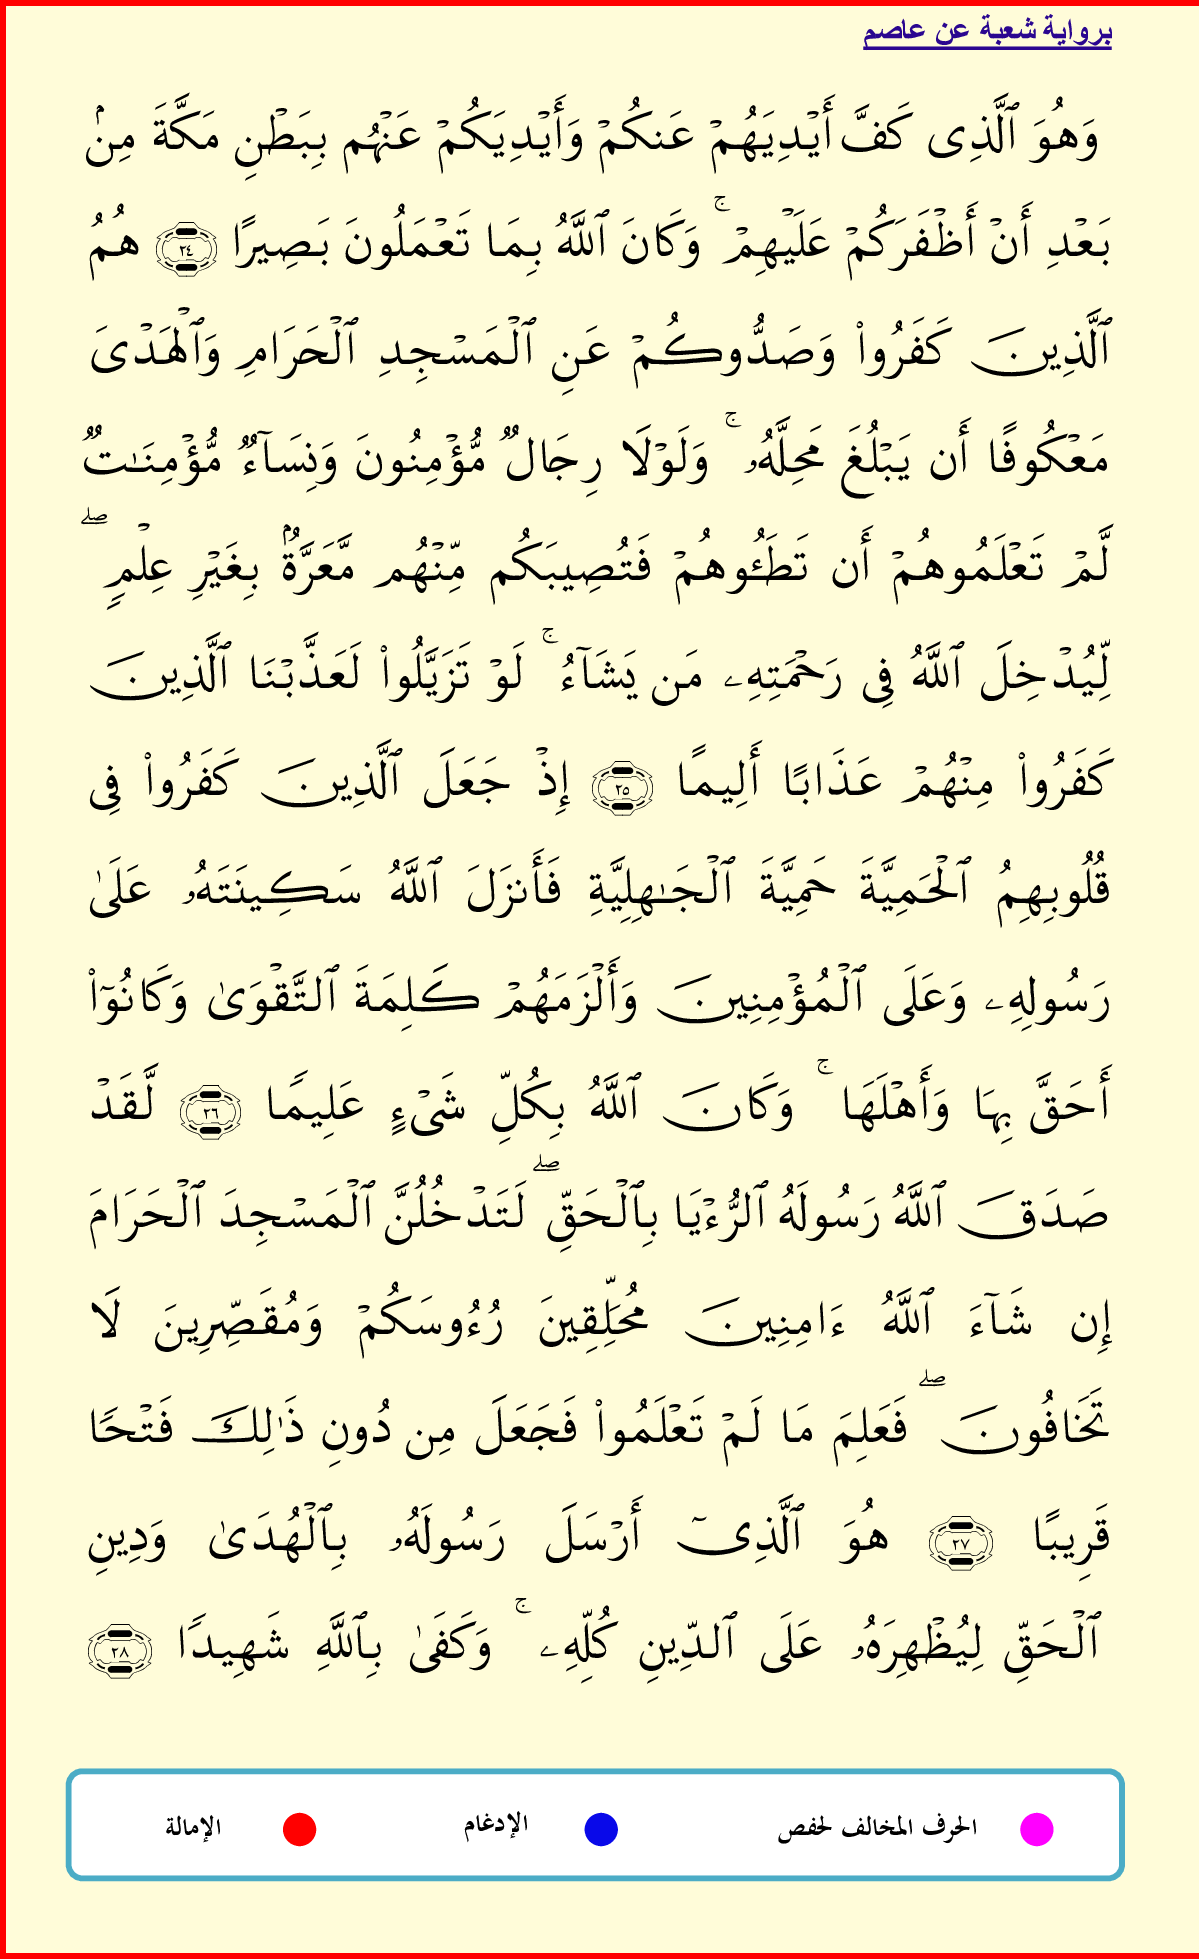 برواية شعبة عن عاصم
وَهُوَ ٱلَّذِى كَفَّ أَيْدِيَهُمْ عَنكُمْ وَأَيْدِيَكُمْ عَنْهُم بِبَطْنِ مَكَّةَ مِنۢ
بَعْدِ أَنْ أَظْفَرَكُمْ عَلَيْهِمْ ۚ وَكَانَ ٱللَّهُ بِمَا تَعْمَلُونَ بَصِيرًا ٢٤ هُمُ
ٱلَّذِينَ كَفَرُوا۟ وَصَدُّوكُمْ عَنِ ٱلْمَسْجِدِ ٱلْحَرَامِ وَٱلْهَدْىَ
مَعْكُوفًا أَن يَبْلُغَ مَحِلَّهُۥ ۚ وَلَوْلَا رِجَالٌ مُّؤْمِنُونَ وَنِسَآءٌ مُّؤْمِنَـٰتٌ
لَّمْ تَعْلَمُوهُمْ أَن تَطَـُٔوهُمْ فَتُصِيبَكُم مِّنْهُم مَّعَرَّةٌۢ بِغَيْرِ عِلْمٍ ۖ
لِّيُدْخِلَ ٱللَّهُ فِى رَحْمَتِهِۦ مَن يَشَآءُ ۚ لَوْ تَزَيَّلُوا۟ لَعَذَّبْنَا ٱلَّذِينَ
كَفَرُوا۟ مِنْهُمْ عَذَابًا أَلِيمًا ٢٥ إِذْ جَعَلَ ٱلَّذِينَ كَفَرُوا۟ فِى
قُلُوبِهِمُ ٱلْحَمِيَّةَ حَمِيَّةَ ٱلْجَـٰهِلِيَّةِ فَأَنزَلَ ٱللَّهُ سَكِينَتَهُۥ عَلَىٰ
رَسُولِهِۦ وَعَلَى ٱلْمُؤْمِنِينَ وَأَلْزَمَهُمْ كَلِمَةَ ٱلتَّقْوَىٰ وَكَانُوٓا۟
أَحَقَّ بِهَا وَأَهْلَهَا ۚ وَكَانَ ٱللَّهُ بِكُلِّ شَىْءٍ عَلِيمًا ٢٦ لَّقَدْ
صَدَقَ ٱللَّهُ رَسُولَهُ ٱلرُّءْيَا بِٱلْحَقِّ ۖ لَتَدْخُلُنَّ ٱلْمَسْجِدَ ٱلْحَرَامَ
إِن شَآءَ ٱللَّهُ ءَامِنِينَ مُحَلِّقِينَ رُءُوسَكُمْ وَمُقَصِّرِينَ لَا
تَخَافُونَ ۖ فَعَلِمَ مَا لَمْ تَعْلَمُوا۟ فَجَعَلَ مِن دُونِ ذَٰلِكَ فَتْحًا
قَرِيبًا ٢٧ هُوَ ٱلَّذِىٓ أَرْسَلَ رَسُولَهُۥ بِٱلْهُدَىٰ وَدِينِ
ٱلْحَقِّ لِيُظْهِرَهُۥ عَلَى ٱلدِّينِ كُلِّهِۦ ۚ وَكَفَىٰ بِٱللَّهِ شَهِيدًا ٢٨
الحرف المخالف لحفص الإدغام الإمالة